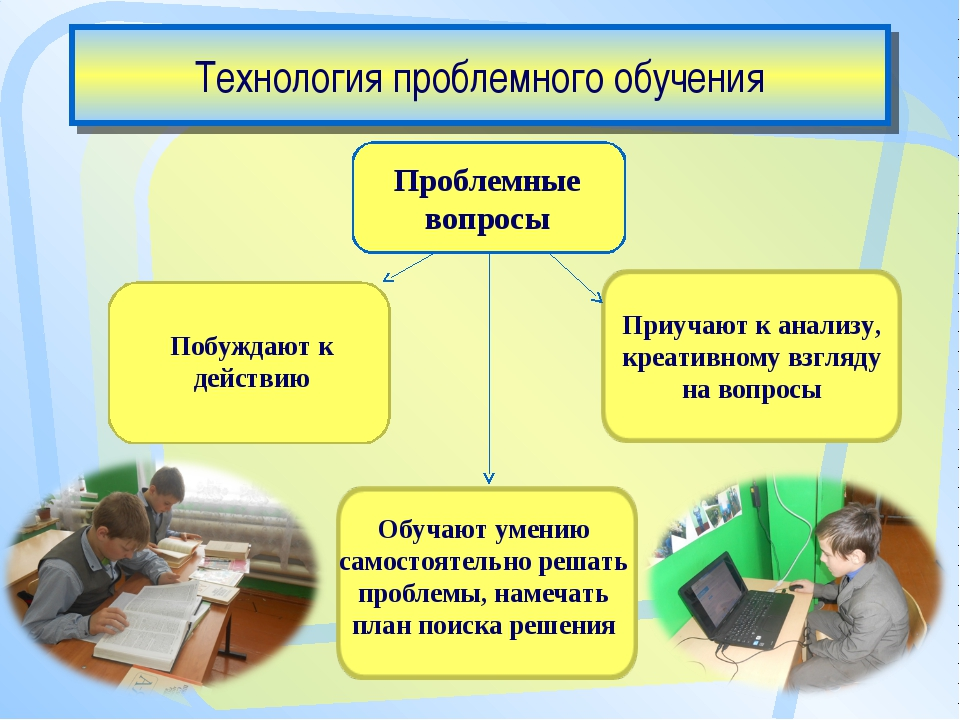 Технология проблемного обучения
Проблемные
вопросы
Побуждают к
действию
Приучают к анализу,
креативному взгляду
на вопросы
Обучают умению
самостоятельно решать
проблемы, намечать
план поиска решения